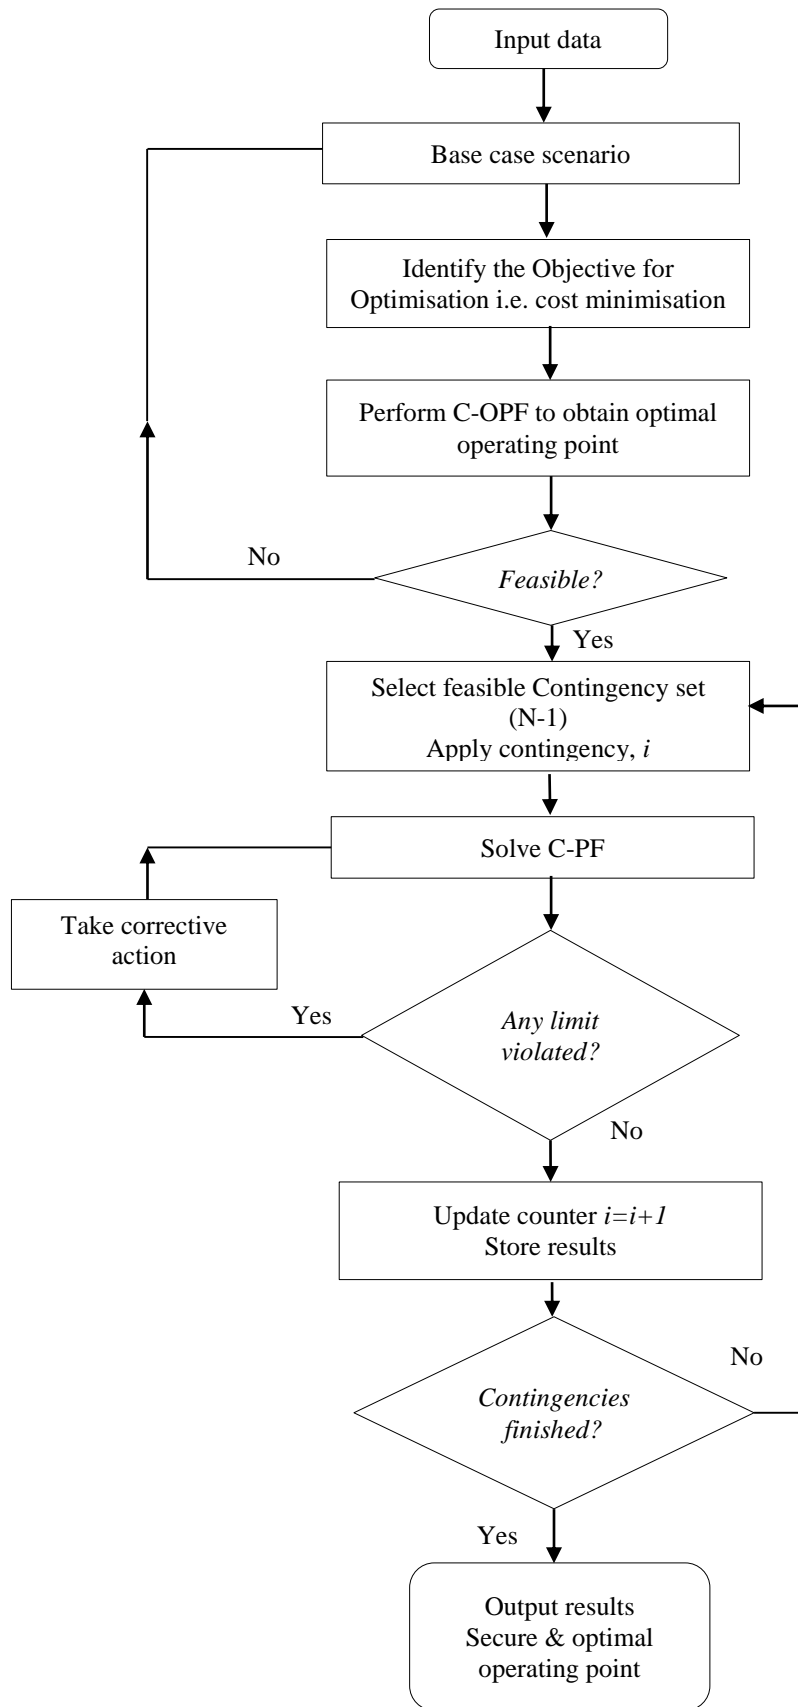 Input data
Base case scenario
Identify the Objective for
Optimisation i.e. cost minimisation
Perform C-OPF to obtain optimal
operating point
No
Feasible?
Yes
Select feasible Contingency set
(N-1)
Apply contingency, i
Solve C-PF
Take corrective
action
Yes
Any limit
violated?
No
Update counter i=i+1
Store results
No
Contingencies
finished?
Yes
Output results
Secure & optimal
operating point